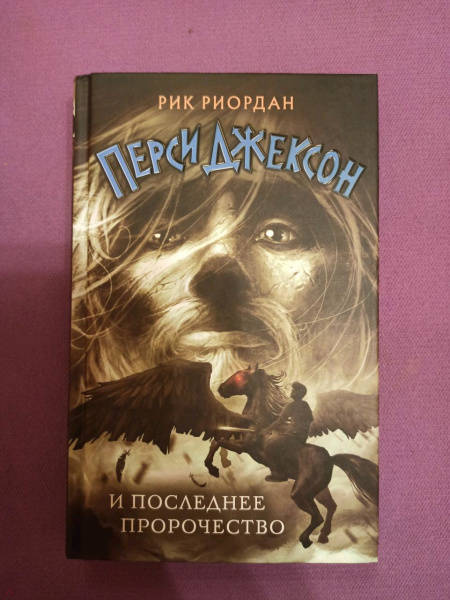 РИК РИОРДАН
ПЕРСИ ДЖЕКСОН
И ПОСЛЕДНЕЕ
ПРОРОЧЕСТВО